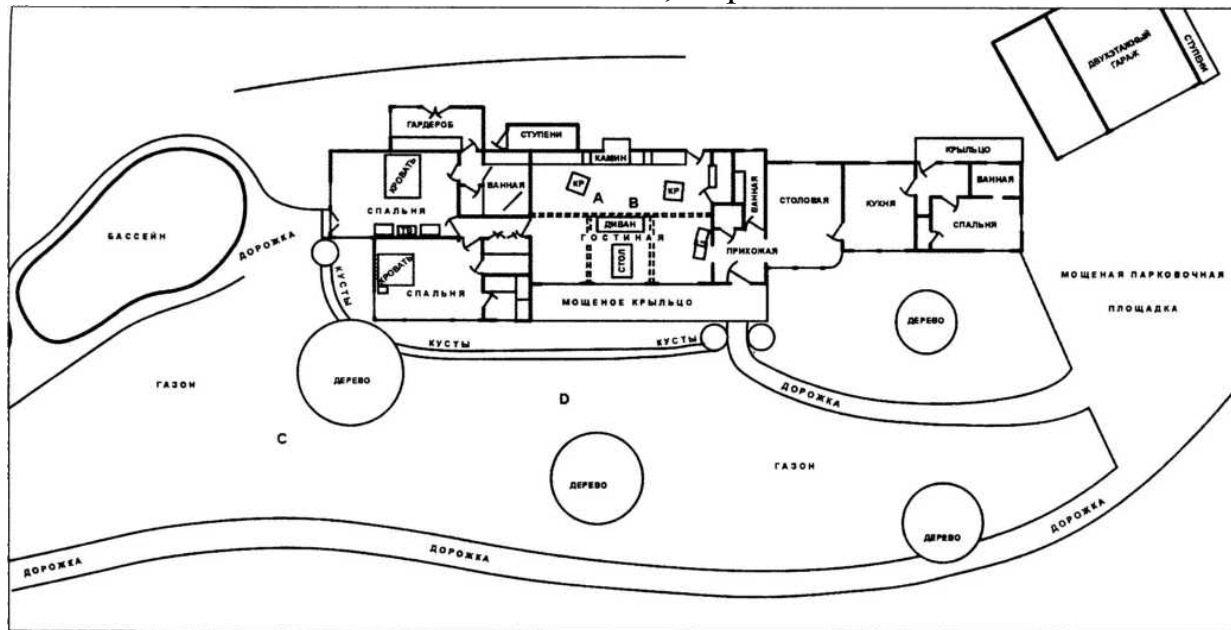 ДВУХЭТАЖНЫЙ
ГАРАЖ
СТУПЕНИ
ГАРДЕРОБ
СТУПЕНИ
КАМИН
КРЫЛЬЦО
КРОВАТЬ
ВАННАЯ
КР
А
КР
В
ВАННАЯ
СТОЛОВАЯ
КУХНЯ
ВАННАЯ
СПАЛЬНЯ
ТВ
ДИВАН
ГОСТИНАЯ
СПАЛЬНЯ
БАССЕЙН
ДОРОЖКА
ПРИХОЖАЯ
КРОВАТЬ
СТОЛ
КУСТЫ
СПАЛЬНЯ
МОЩЕНОЕ КРЫЛЬЦО
МОЩЕНАЯ ПАРКОВОЧНАЯ
ПЛОЩАДКА
ДЕРЕВО
КУСТЫ
КУСТЫ
ГАЗОН
ДЕРЕВО
ДОРОЖКА
D
C
ГАЗОН
ДЕРЕВО
ДЕРЕВО
ДОРОЖКА
ДОРОЖКА
ДОРОЖКА